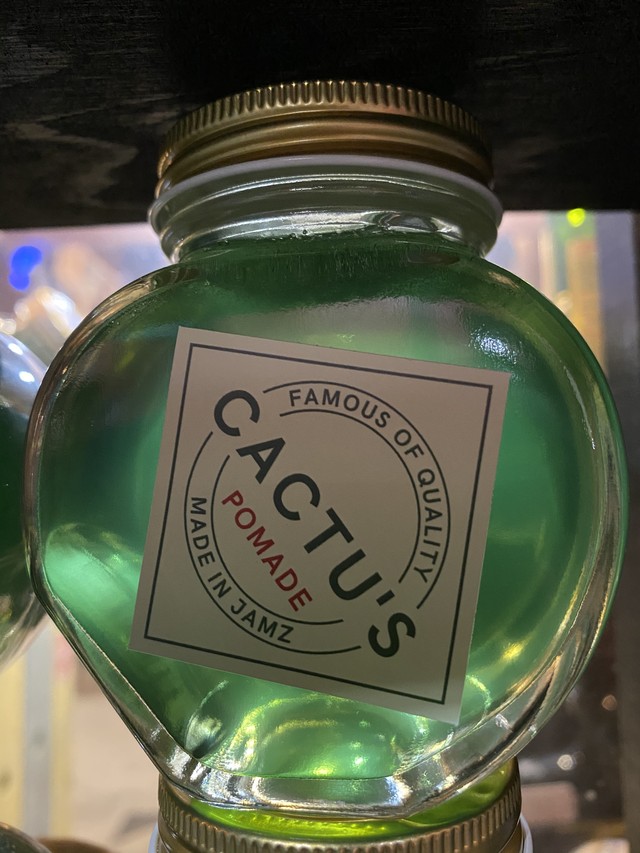 FAMOUS OF QUALITY
CACTU'S
POMADE
MADE IN JAMZ